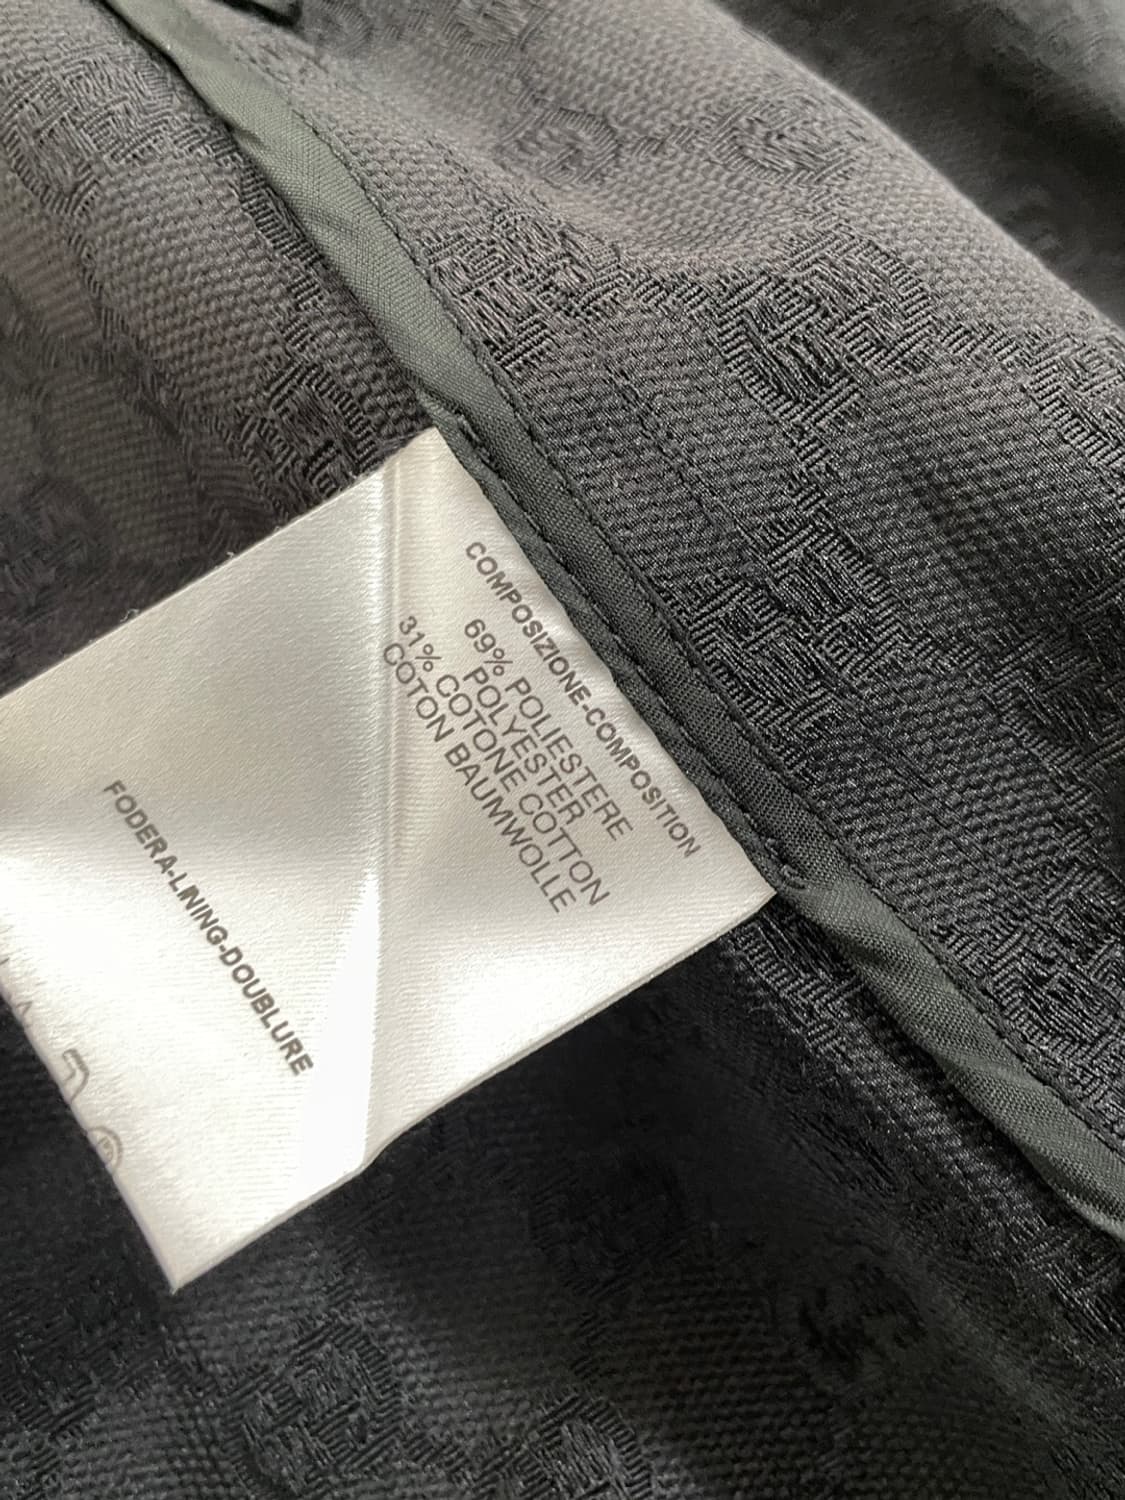 COMPOSIZIONE-COMPOSITION
69% POLIESTERE
POLYESTER
31% COTONE COTTON
COTON BAUMWOLLE
FODERA-LINING-DOUBLURE